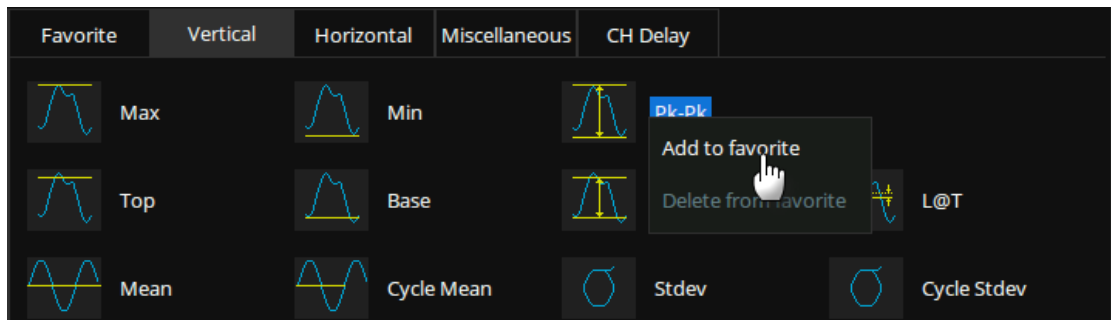 Favorite Vertical Horizontal Miscellaneous CH Delay
Max Min Pk-Pk
Add to favorite
Top Base Delete from favorite L@T
Mean Cycle Mean Stdev Cycle Stdev